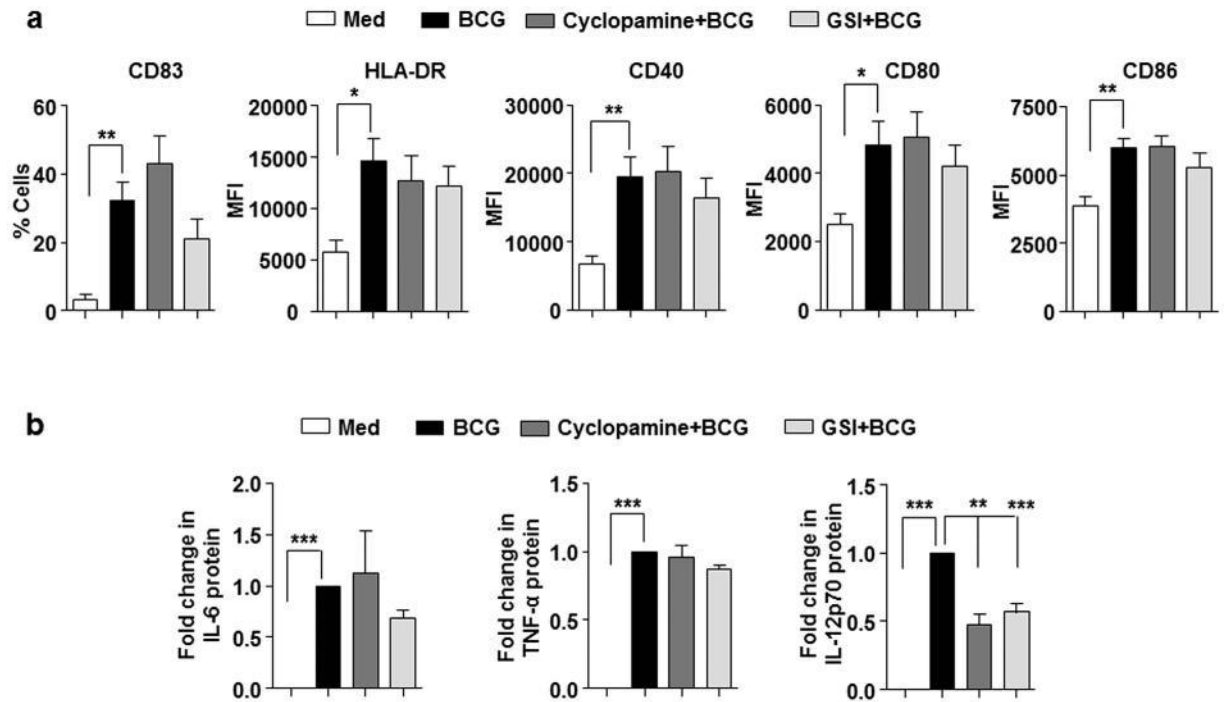 a
Med BCG Cyclopamine+BCG GSI+BCG
CD83 HLA-DR CD40 CD80 CD86
** * ** * **
% Cells
60
40
20
0
MFI
20000
15000
10000
5000
0
MFI
30000
20000
10000
0
MFI
6000
4000
2000
0
MFI
7500
5000
2500
0
b
Med BCG Cyclopamine+BCG GSI+BCG
Fold change in
IL-6 protein
2.0
1.5
1.0
0.5
0.0
***
Fold change in
TNF-α protein
1.5
1.0
0.5
0.0
***
Fold change in
IL-12p70 protein
1.5
1.0
0.5
0.0
*** ** ***